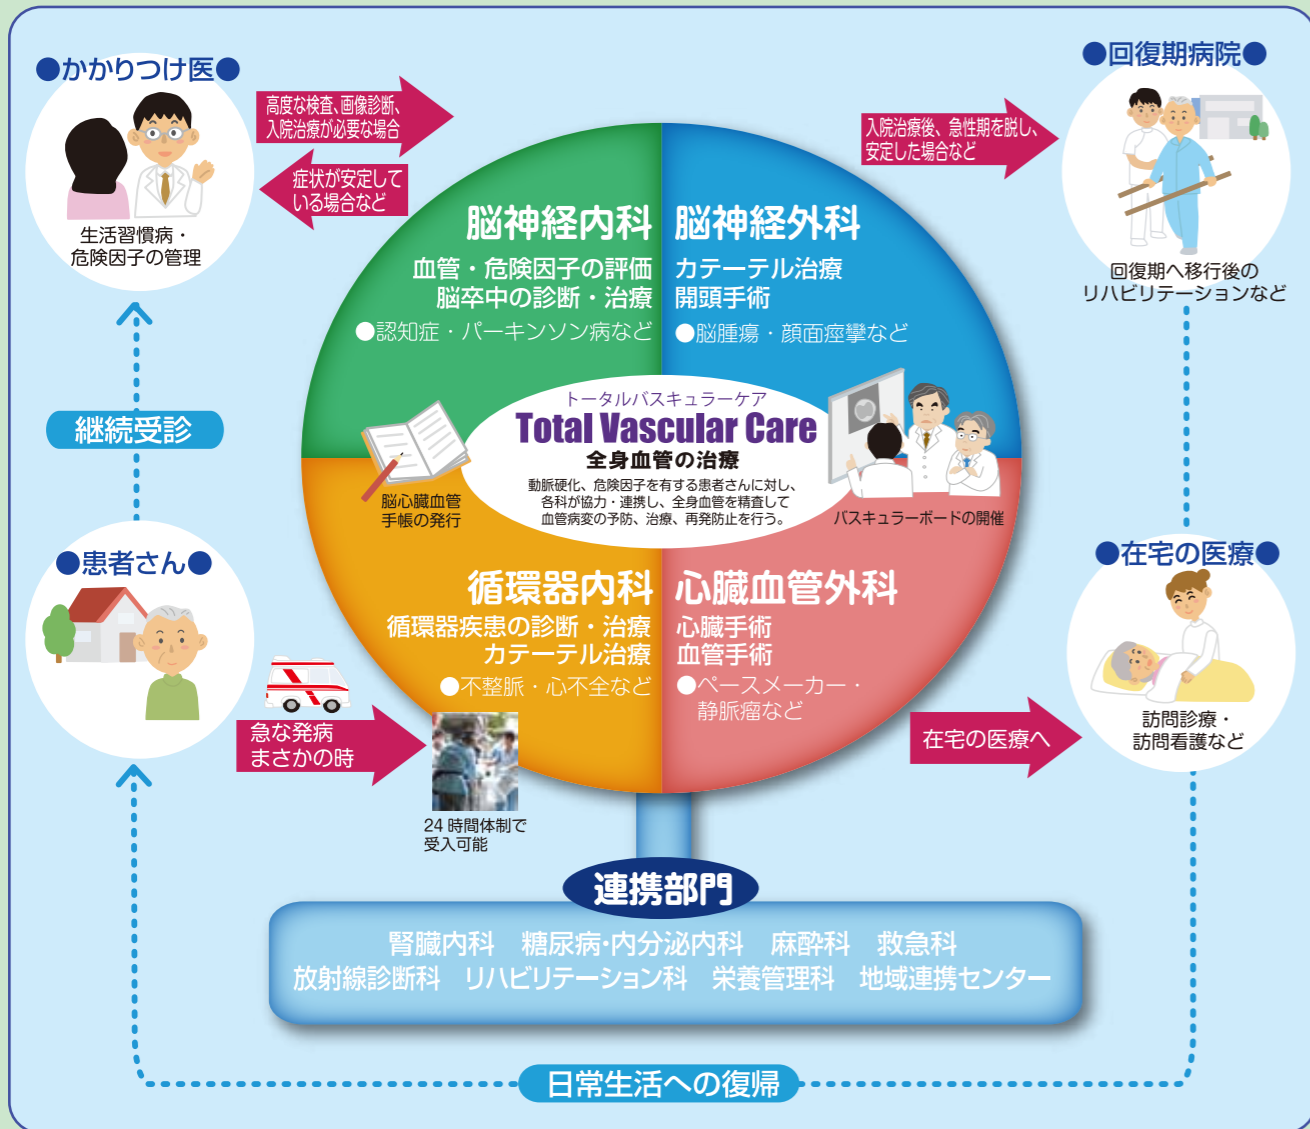 ●かかりつけ医●
生活習慣病・
危険因子の管理
高度な検査、画像診断、
入院治療が必要な場合
症状が安定して
いる場合など
入院治療後、急性期を脱し、
安定した場合など
●回復期病院●
回復期へ移行後の
リハビリテーションなど
脳神経内科
血管・危険因子の評価
脳卒中の診断・治療
●認知症・パーキンソン病など
脳神経外科
カテーテル治療
開頭手術
●脳腫瘍・顔面痙攣など
トータルバスキュラーケア
Total Vascular Care
全身血管の治療
動脈硬化、危険因子を有する患者さんに対し、
各科が協力・連携し、全身血管を精査して
血管病変の予防、治療、再発防止を行う。
脳心臓血管
手帳の発行
バスキュラーボードの開催
継続受診
●患者さん●
急な発病
まさかの時
24時間体制で
受入可能
循環器内科
循環器疾患の診断・治療
カテーテル治療
●不整脈・心不全など
心臓血管外科
心臓手術
血管手術
●ペースメーカー・
静脈瘤など
在宅の医療へ
●在宅の医療●
訪問診療・
訪問看護など
連携部門
腎臓内科 糖尿病・内分泌内科 麻酔科 救急科
放射線診断科 リハビリテーション科 栄養管理科 地域連携センター
日常生活への復帰